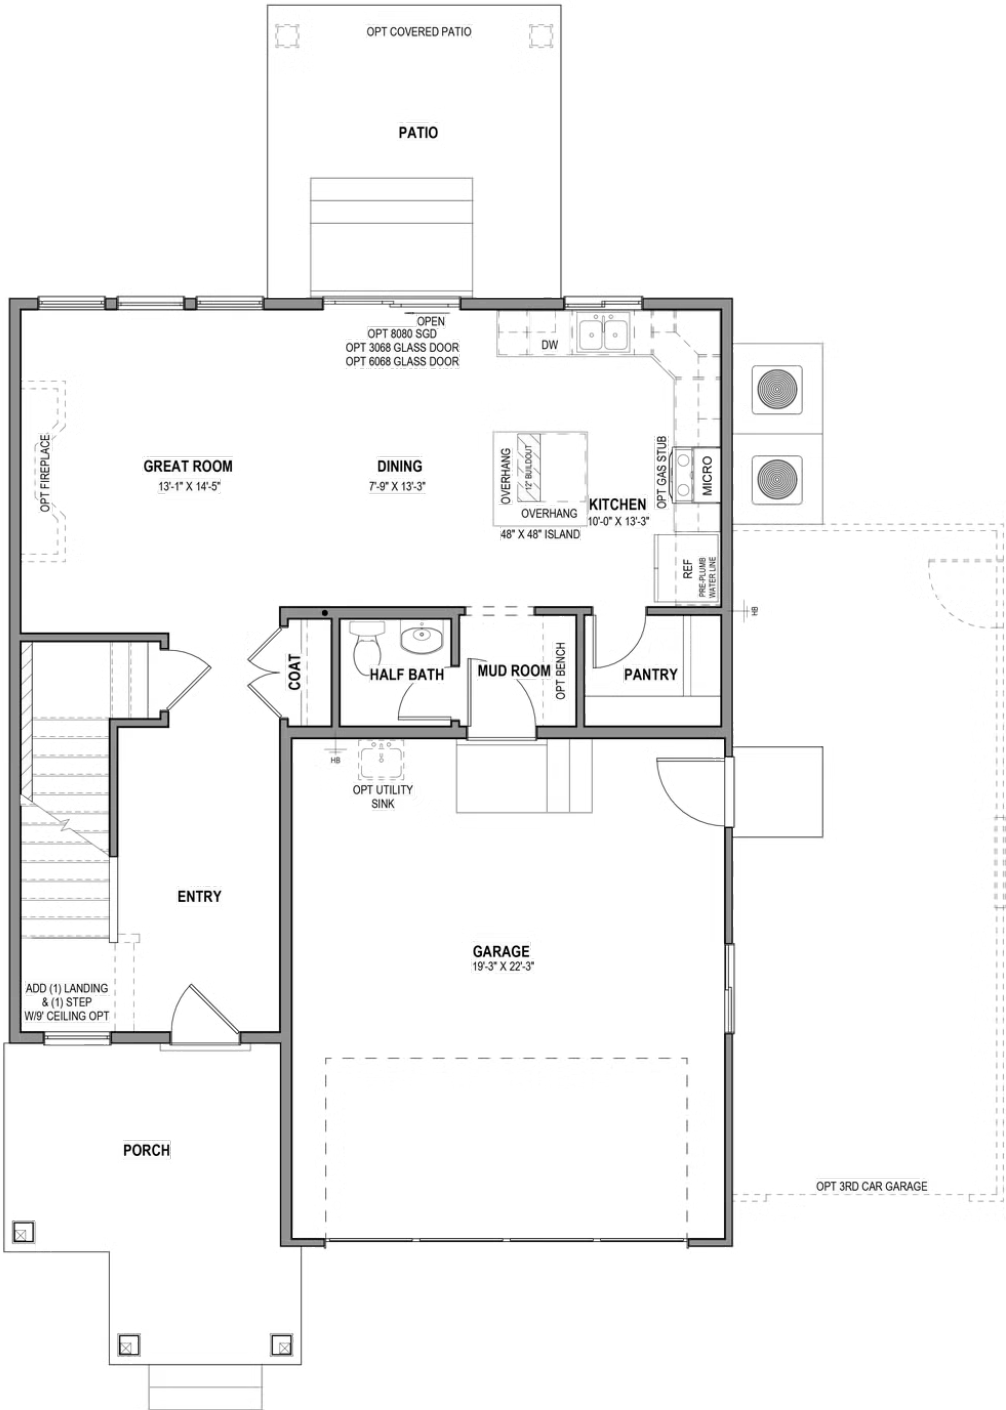 OPT COVERED PATIO
PATIO
OPEN
OPT 8080 SGD
OPT 3068 GLASS DOOR
OPT 6068 GLASS DOOR
DW
OPT FIREPLACE
GREAT ROOM
13'-1" X 14'-5"
DINING
7'-9" X 13'-3"
OVERHANG
12" BUILDOUT
OVERHANG
48" X 48" ISLAND
KITCHEN
10'-0" X 13'-3"
OPT GAS STUB
MICRO
REF
PRE-PLUMB
WATER LINE
HB
COAT
HALF BATH
MUD ROOM
OPT BENCH
PANTRY
HB
OPT UTILITY
SINK
ENTRY
GARAGE
19'-3" X 22'-3"
ADD (1) LANDING
& (1) STEP
W/9' CEILING OPT
PORCH
OPT 3RD CAR GARAGE